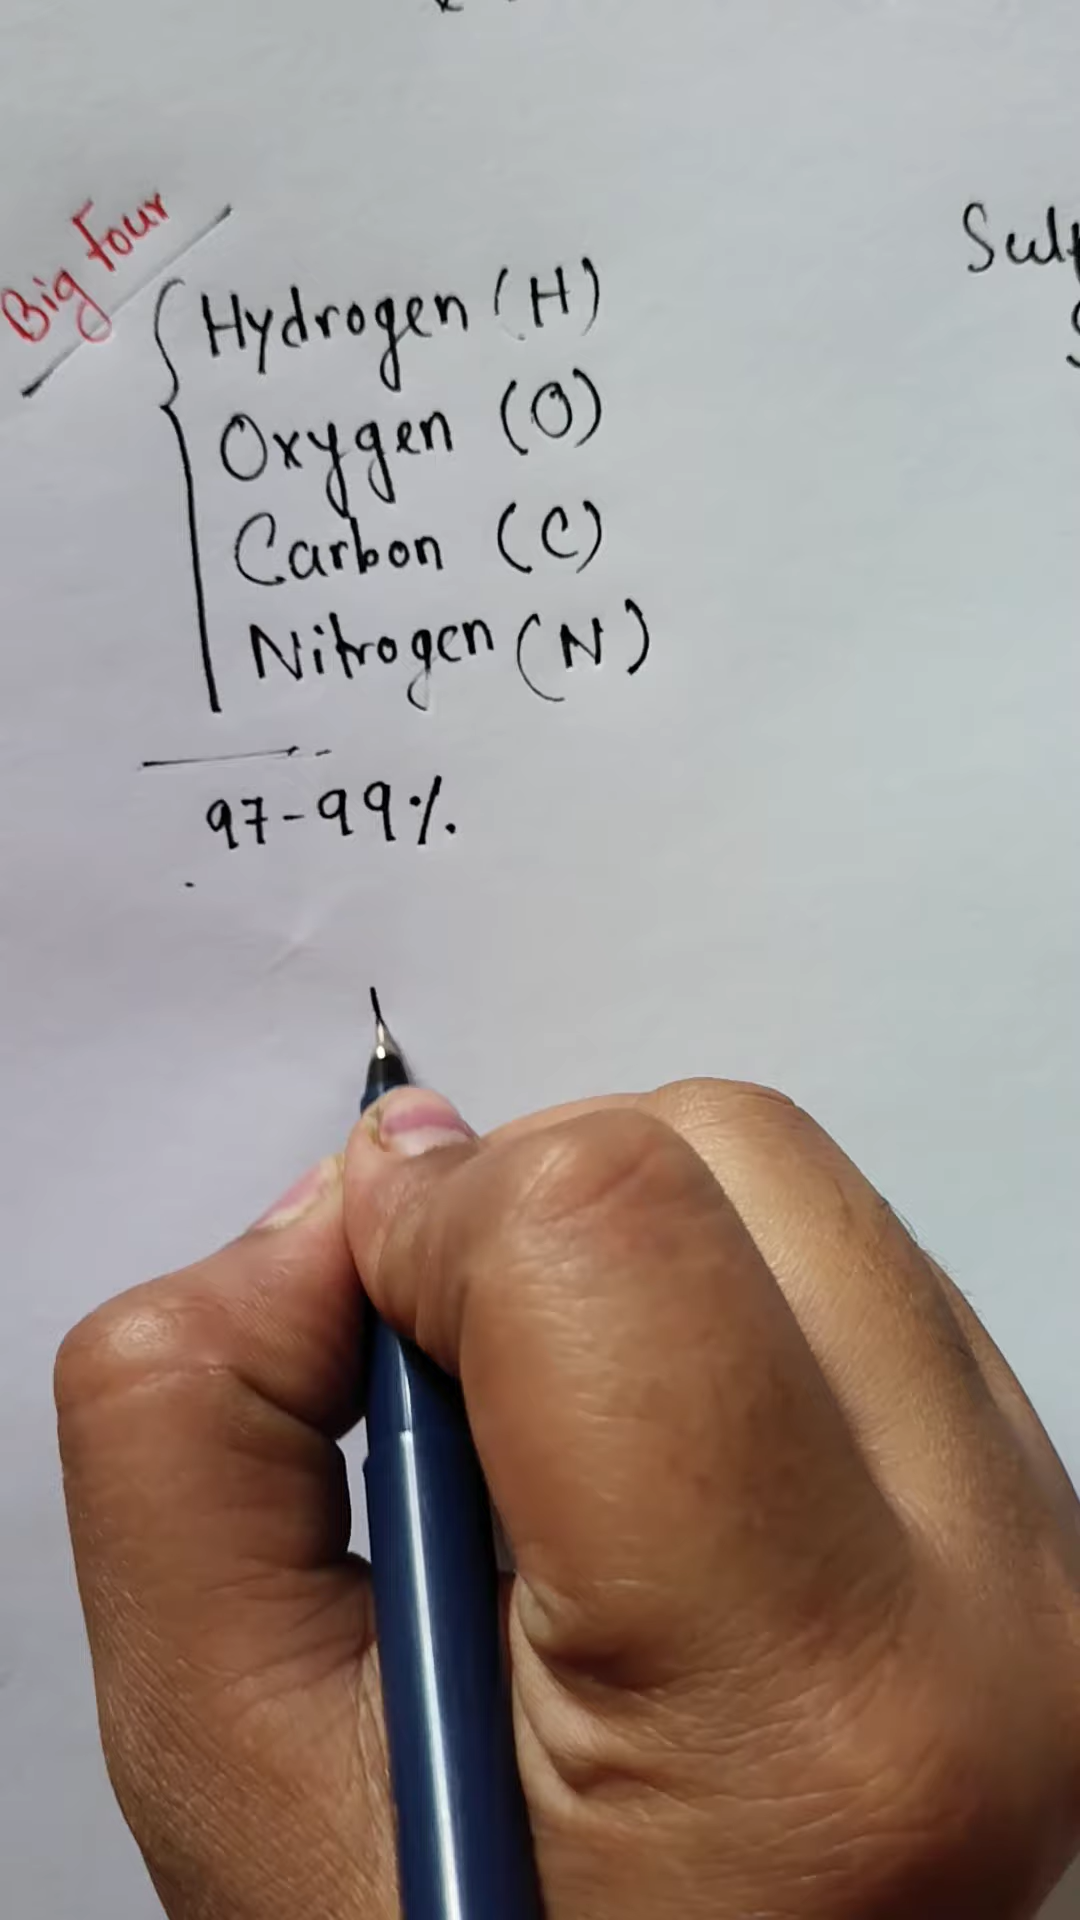 Big Four
Hydrogen (H)
Oxygen (O)
Carbon (C)
Nitrogen (N)
97-99%.